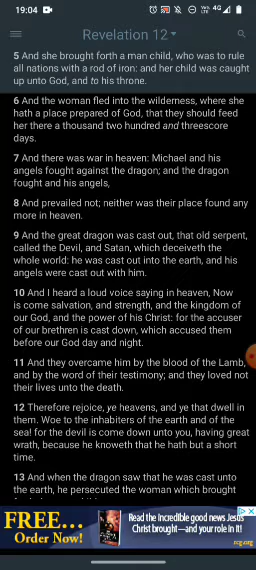 19:04
4G
Revelation 12
5 And she brought forth a man child, who was to rule
all nations with a rod of iron: and her child was caught
up unto God, and to his throne.
6 And the woman fled into the wilderness, where she
hath a place prepared of God, that they should feed
her there a thousand two hundred and threescore
days.
7 And there was war in heaven: Michael and his
angels fought against the dragon; and the dragon
fought and his angels,
8 And prevailed not; neither was their place found any
more in heaven.
9 And the great dragon was cast out, that old serpent,
called the Devil, and Satan, which deceiveth the
whole world: he was cast out into the earth, and his
angels were cast out with him.
10 And I heard a loud voice saying in heaven, Now
is come salvation, and strength, and the kingdom of
our God, and the power of his Christ: for the accuser
of our brethren is cast down, which accused them
before our God day and night.
11 And they overcame him by the blood of the Lamb,
and by the word of their testimony; and they loved not
their lives unto the death.
12 Therefore rejoice, ye heavens, and ye that dwell in
them. Woe to the inhabiters of the earth and of the
sea! for the devil is come down unto you, having great
wrath, because he knoweth that he hath but a short
time.
13 And when the dragon saw that he was cast unto
the earth, he persecuted the woman which brought
FREE...
Order Now!
Read the incredible good news Jesus
Christ brought—and your role in it!
rcg.org